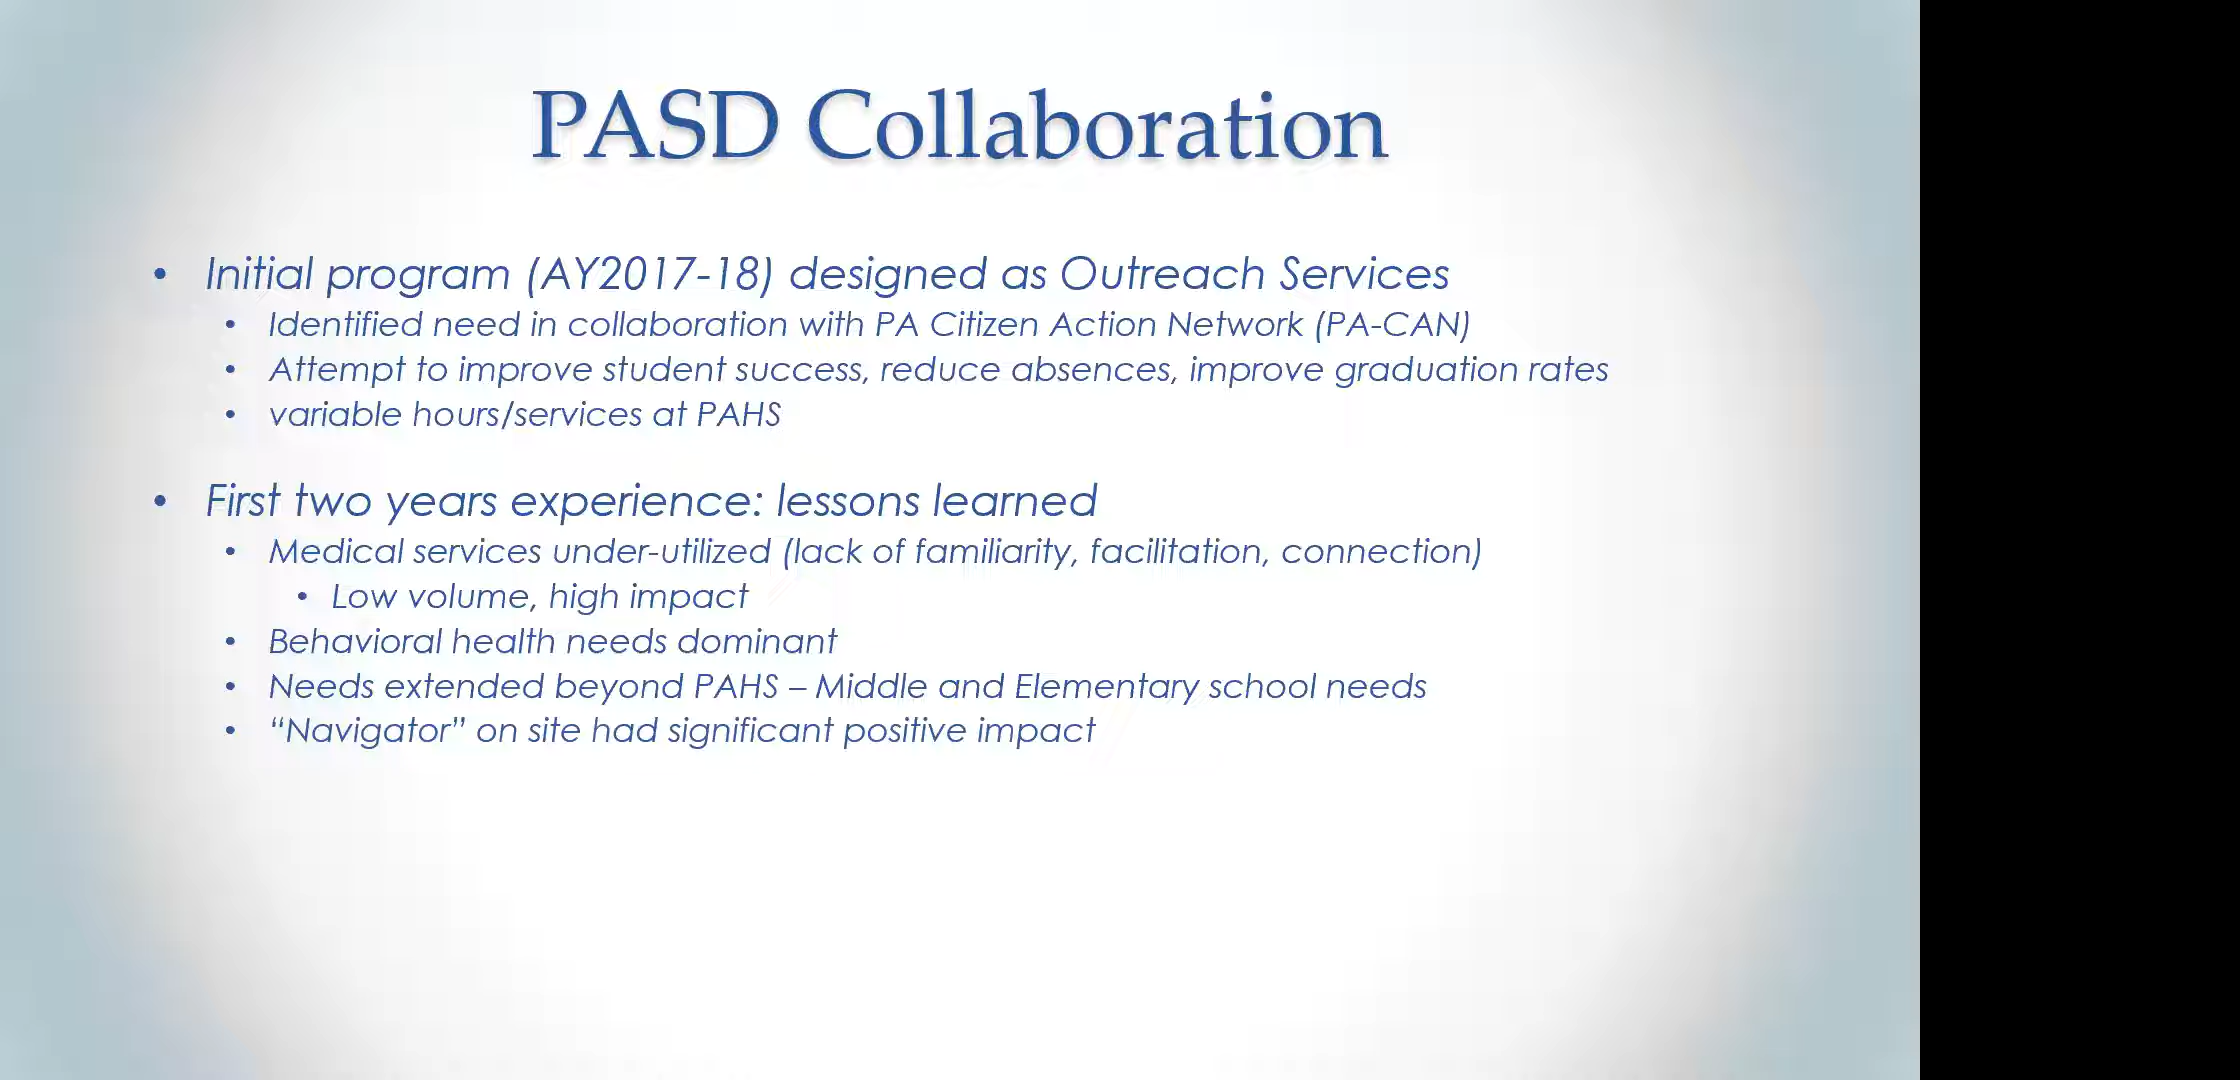 PASD Collaboration
• Initial program (AY2017-18) designed as Outreach Services
• Identified need in collaboration with PA Citizen Action Network (PA-CAN)
• Attempt to improve student success, reduce absences, improve graduation rates
• variable hours/services at PAHS
• First two years experience: lessons learned
• Medical services under-utilized (lack of familiarity, facilitation, connection)
• Low volume, high impact
• Behavioral health needs dominant
• Needs extended beyond PAHS – Middle and Elementary school needs
• “Navigator” on site had significant positive impact